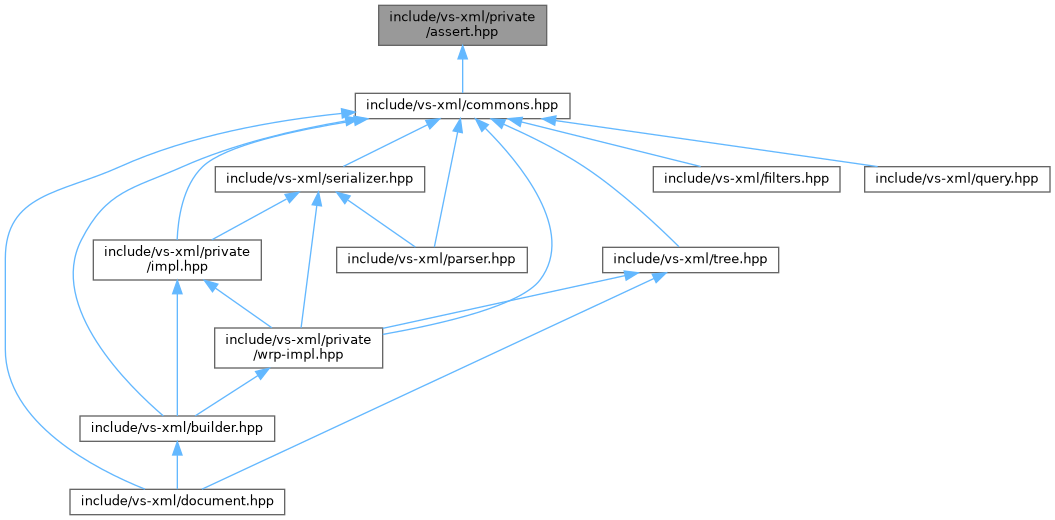 include/vs-xml/private
/assert.hpp
include/vs-xml/commons.hpp
include/vs-xml/serializer.hpp
include/vs-xml/filters.hpp
include/vs-xml/query.hpp
include/vs-xml/private
/impl.hpp
include/vs-xml/parser.hpp
include/vs-xml/tree.hpp
include/vs-xml/private
/wrp-impl.hpp
include/vs-xml/builder.hpp
include/vs-xml/document.hpp